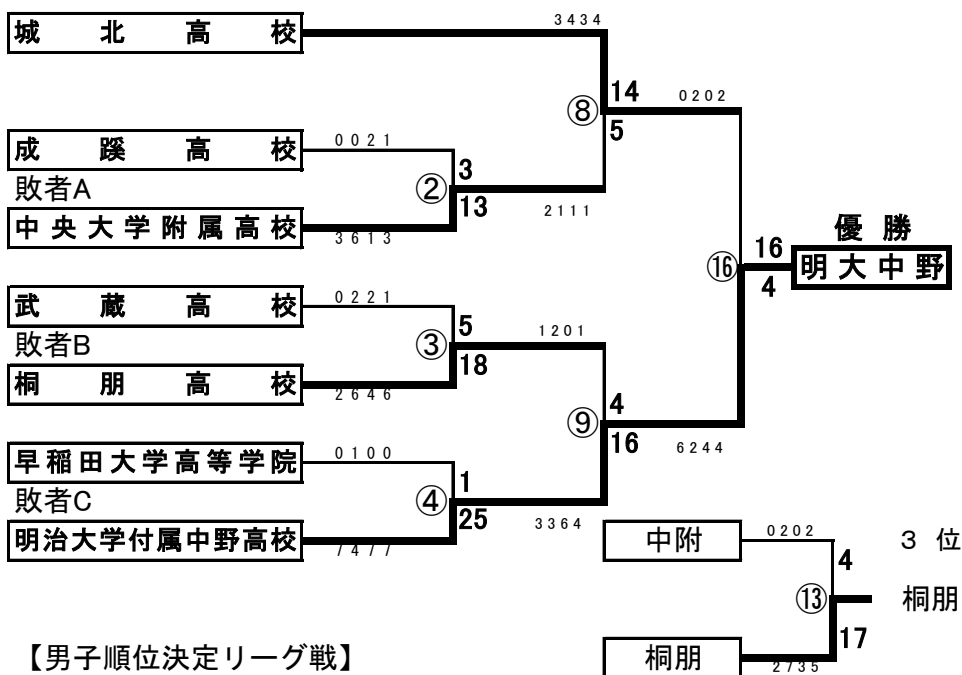 3434
城北高校
14
0202
⑧
5
成蹊高校
0021
敗者A
3
②
13
2111
中央大学附属高校
3613
優勝
16
明大中野
⑯
4
武蔵高校
0221
敗者B
5
③
18
1201
桐朋高校
2646
4
⑨
16
6244
早稲田大学高等学院
0100
敗者C
1
④
25
3364
明治大学付属中野高校
7477
中附
0202
3 位
4
⑬
桐朋
17
【男子順位決定リーグ戦】
桐朋
2735